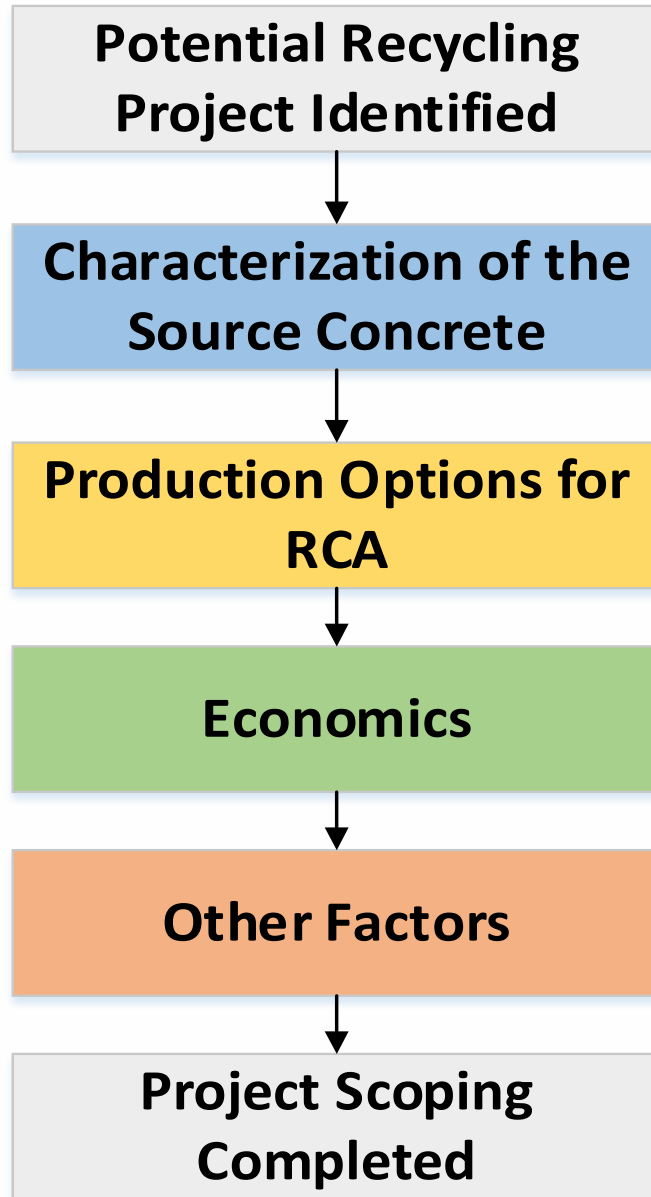 Potential Recycling
Project Identified
Characterization of the
Source Concrete
Production Options for
RCA
Economics
Other Factors
Project Scoping
Completed